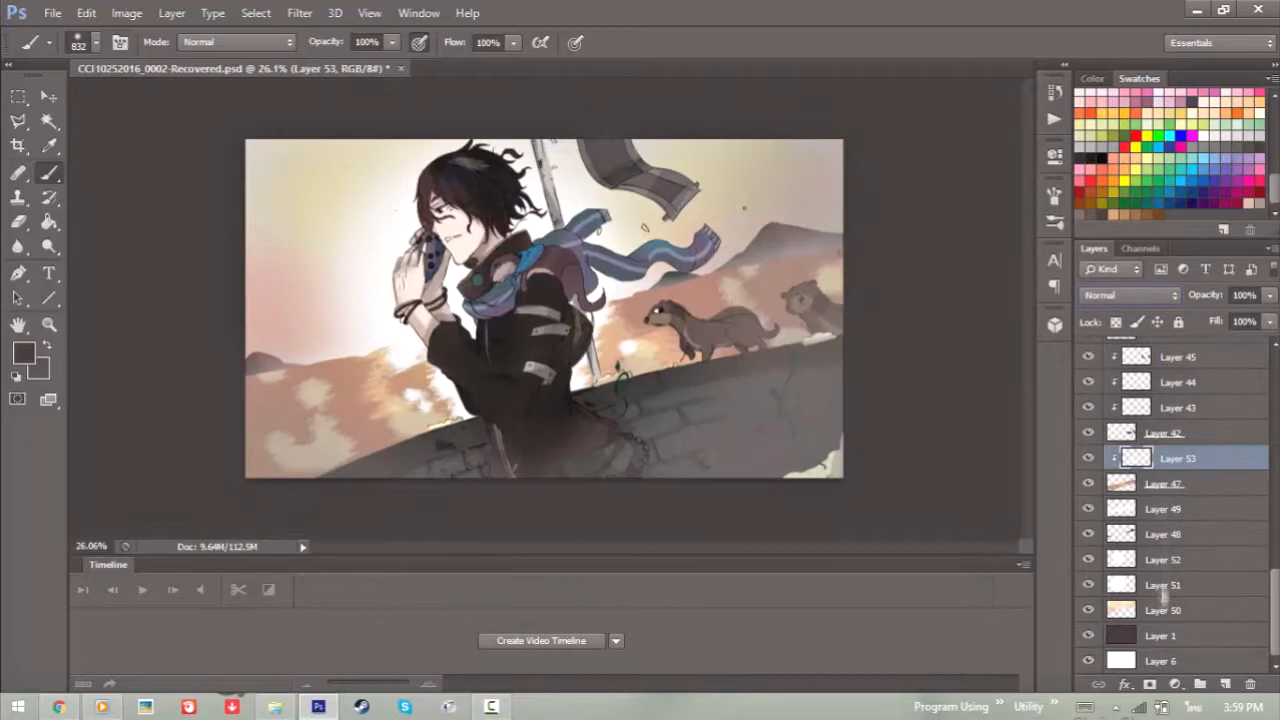 Ps File Edit Image Layer Type Select Filter 3D View Window Help
832 Mode: Normal Opacity: 100% Flow: 100% Essentials
CCI10252016_0002-Recovered.psd @ 26.1% (Layer 53, RGB/8#) * ×
Color Swatches
Layers Channels
Kind
Normal Opacity: 100%
Lock: Fill: 100%
Layer 45
Layer 44
Layer 43
Layer 42
Layer 53
Layer 47
Layer 49
Layer 48
Layer 52
Layer 51
Layer 50
Layer 1
Layer 6
26.06% Doc: 9.64M/112.5M
Timeline
Create Video Timeline
Program Using » Utility » ไทย 3:59 PM